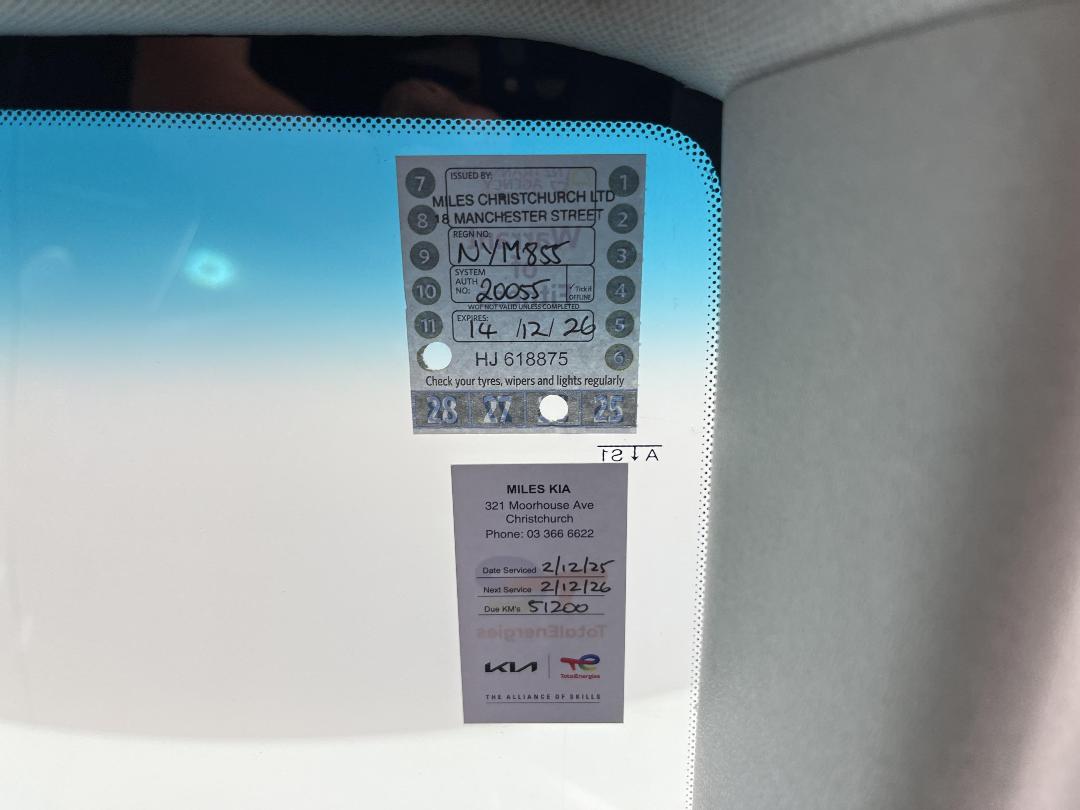 7 ISSUED BY: 1
MILES CHRISTCHURCH LTD
8 18 MANCHESTER STREET 2
REGN NO:
9 NYM855 3
SYSTEM
AUTH
NO: 20055 Tick if
OFFLINE
10 4
WOF NOT VALID UNLESS COMPLETED
EXPIRES:
11 14 /12/ 26 5
HJ 618875 6
Check your tyres, wipers and lights regularly
28 27 25
Warrant
of
Fit
AS1
MILES KIA
321 Moorhouse Ave
Christchurch
Phone: 03 366 6622
Date Serviced 2/12/25
Next Service 2/12/26
Due KM's 51200
TotalEnergies
KIA TotalEnergies
THE ALLIANCE OF SKILLS